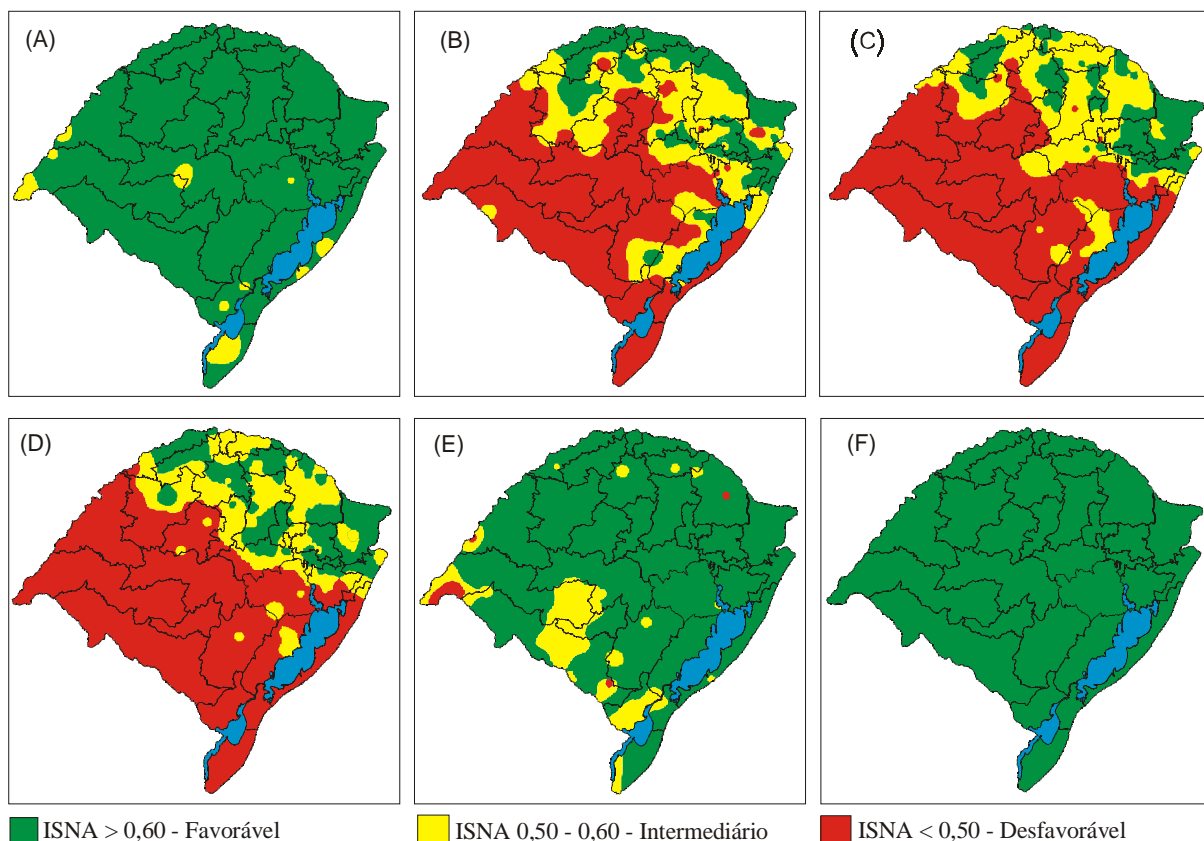 (A)
(B)
(C)
(D)
(E)
(F)
ISNA > 0,60 - Favorável
ISNA 0,50 - 0,60 - Intermediário
ISNA < 0,50 - Desfavorável